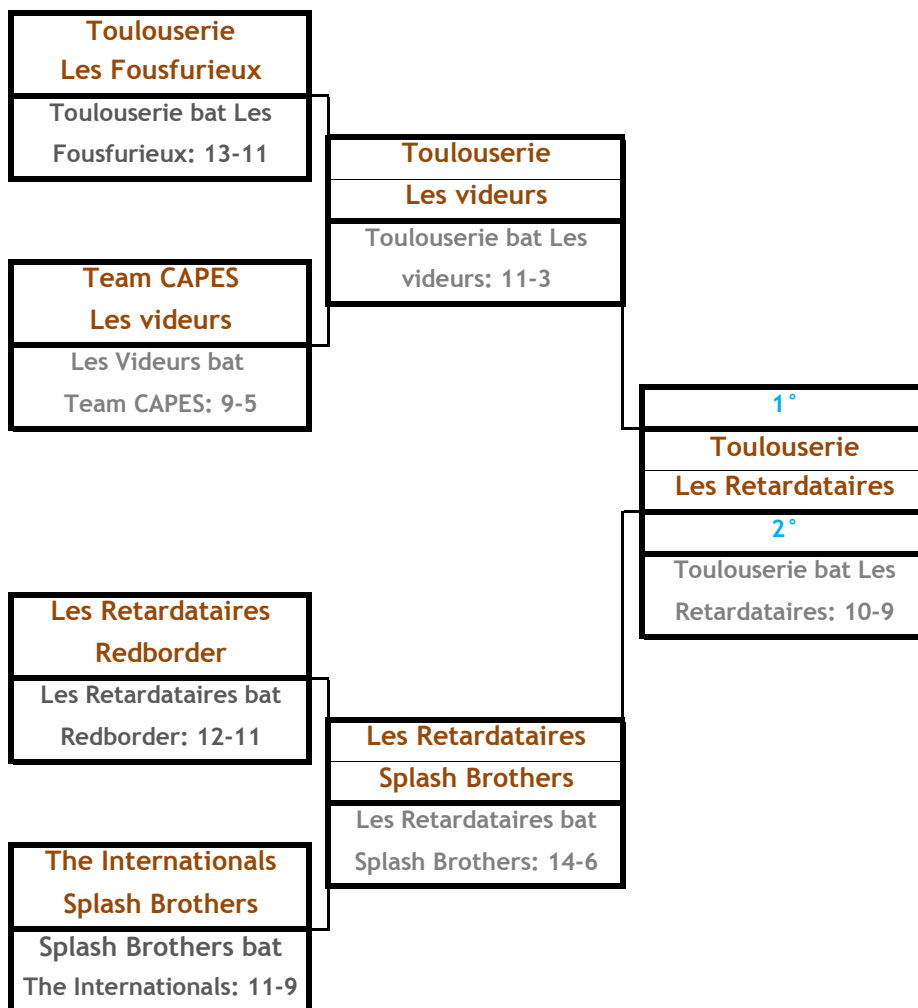 Toulouserie
Les Fousfurieux
Toulouserie bat Les
Fousfurieux: 13-11
Team CAPES
Les videurs
Les Videurs bat
Team CAPES: 9-5
Les Retardataires
Redborder
Les Retardataires bat
Redborder: 12-11
The Internationals
Splash Brothers
Splash Brothers bat
The Internationals: 11-9
Toulouserie
Les videurs
Toulouserie bat Les
videurs: 11-3
Les Retardataires
Splash Brothers
Les Retardataires bat
Splash Brothers: 14-6
1°
Toulouserie
Les Retardataires
2°
Toulouserie bat Les
Retardataires: 10-9